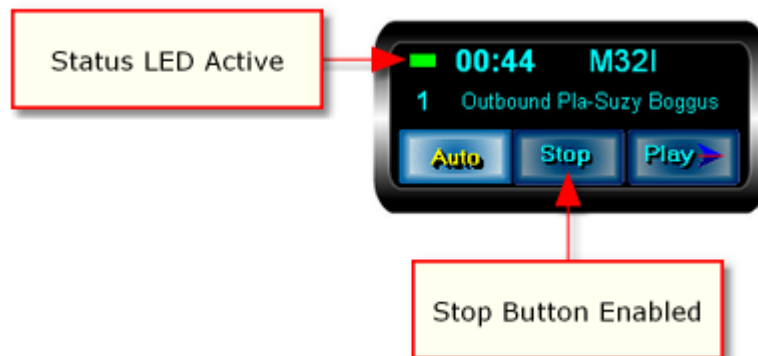 Status LED Active
00:44 M32I
1 Outbound Pla-Suzy Boggus
Auto Stop Play
Stop Button Enabled